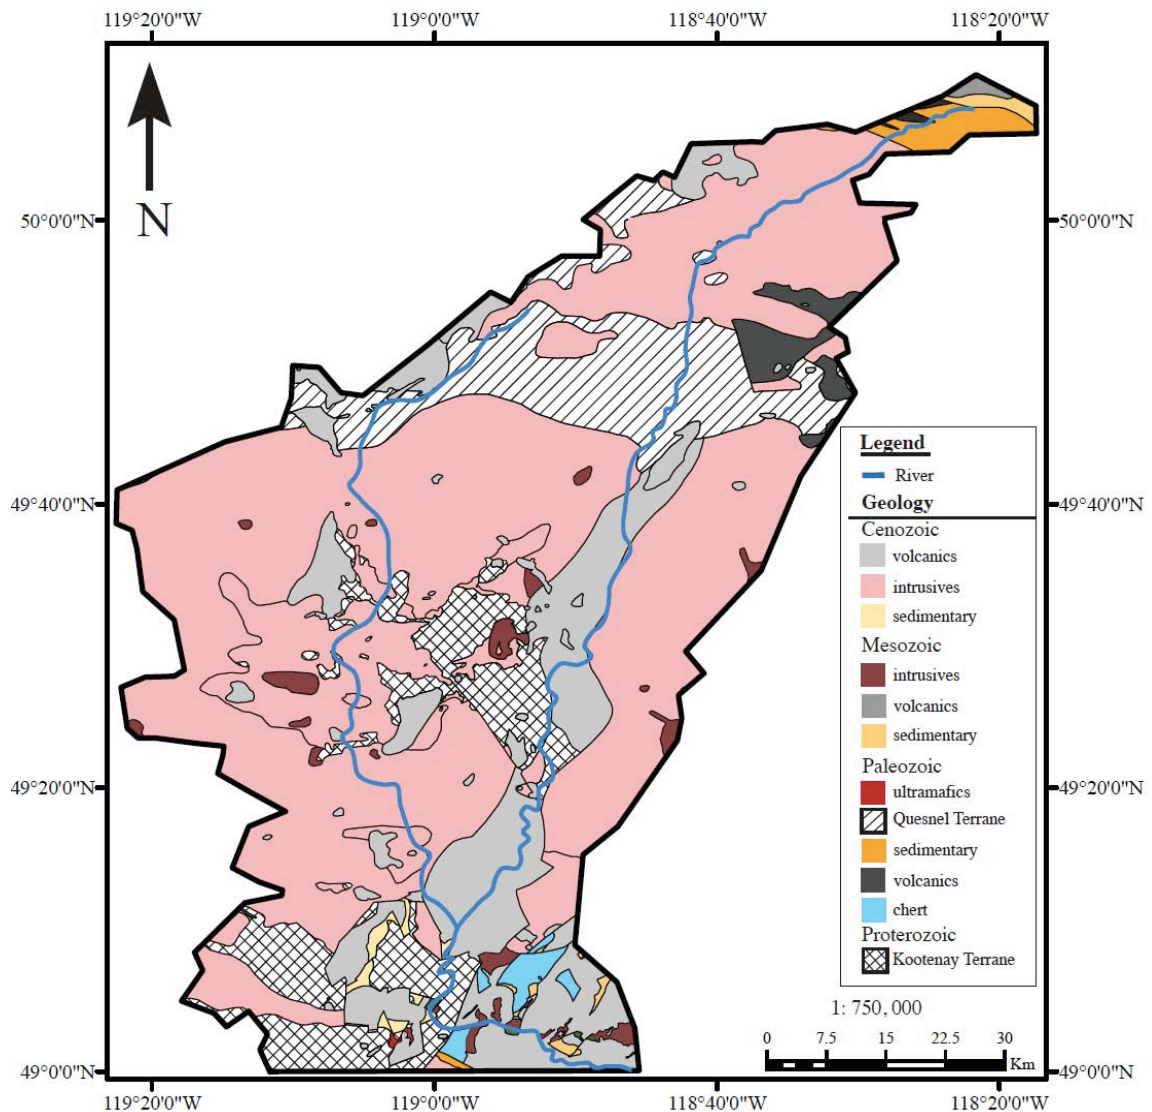 119°20'0"W 119°0'0"W 118°40'0"W 118°20'0"W
N
50°0'0"N 50°0'0"N
49°40'0"N 49°40'0"N
49°20'0"N 49°20'0"N
49°0'0"N 49°0'0"N
Legend
River
Geology
Cenozoic
volcanics
intrusives
sedimentary
Mesozoic
intrusives
volcanics
sedimentary
Paleozoic
ultramafics
Quesnel Terrane
sedimentary
volcanics
chert
Proterozoic
Kootenay Terrane
1: 750, 000
0 7.5 15 22.5 30
Km
119°20'0"W 119°0'0"W 118°40'0"W 118°20'0"W